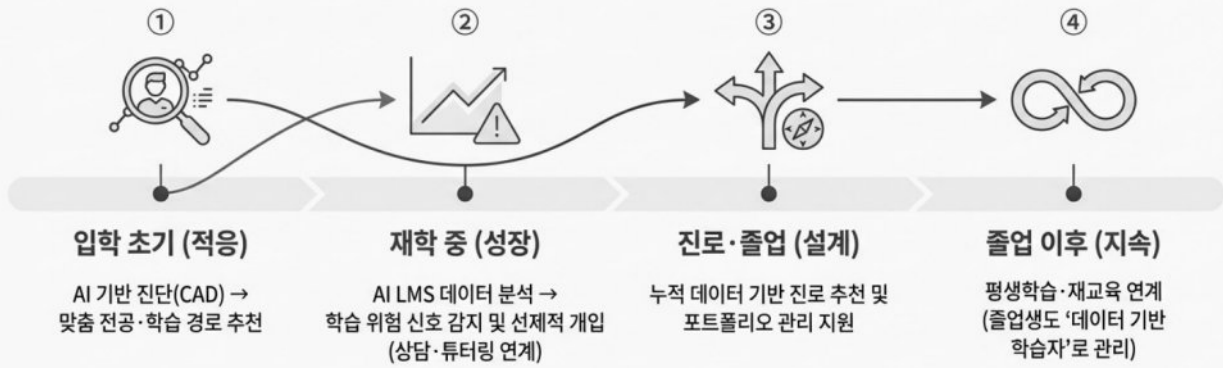 ①
②
③
④
입학 초기 (적응)
재학 중 (성장)
진로·졸업 (설계)
졸업 이후 (지속)
AI 기반 진단(CAD) →
맞춤 전공·학습 경로 추천
AI LMS 데이터 분석 →
학습 위험 신호 감지 및 선제적 개입
(상담·튜터링 연계)
누적 데이터 기반 진로 추천 및
포트폴리오 관리 지원
평생학습·재교육 연계
(졸업생도 ‘데이터 기반
학습자’로 관리)